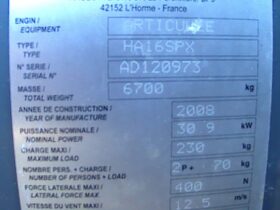 42152 L'Horme - France
ENGIN / ARTICULEE
EQUIPMENT
TYPE / HA16SPX
TYPE
N° SERIE / AD120973
SERIAL N°
MASSE / 6700 kg
TOTAL WEIGHT
ANNEE DE CONSTRUCTION / 2008
YEAR OF MANUFACTURING
PUISSANCE NOMINALE / 30 9 kW
NOMINAL POWER
CHARGE MAXI / 230 kg
MAXIMUM LOAD
NOMBRE PERS. + CHARGE / 2P+ 70 kg
NUMBER OF PERSONS + LOAD
FORCE LATERALE MAXI / 400 N
LATERAL FORCE MAX.
VITESSE DU VENT MAXI / 12.5 m/s